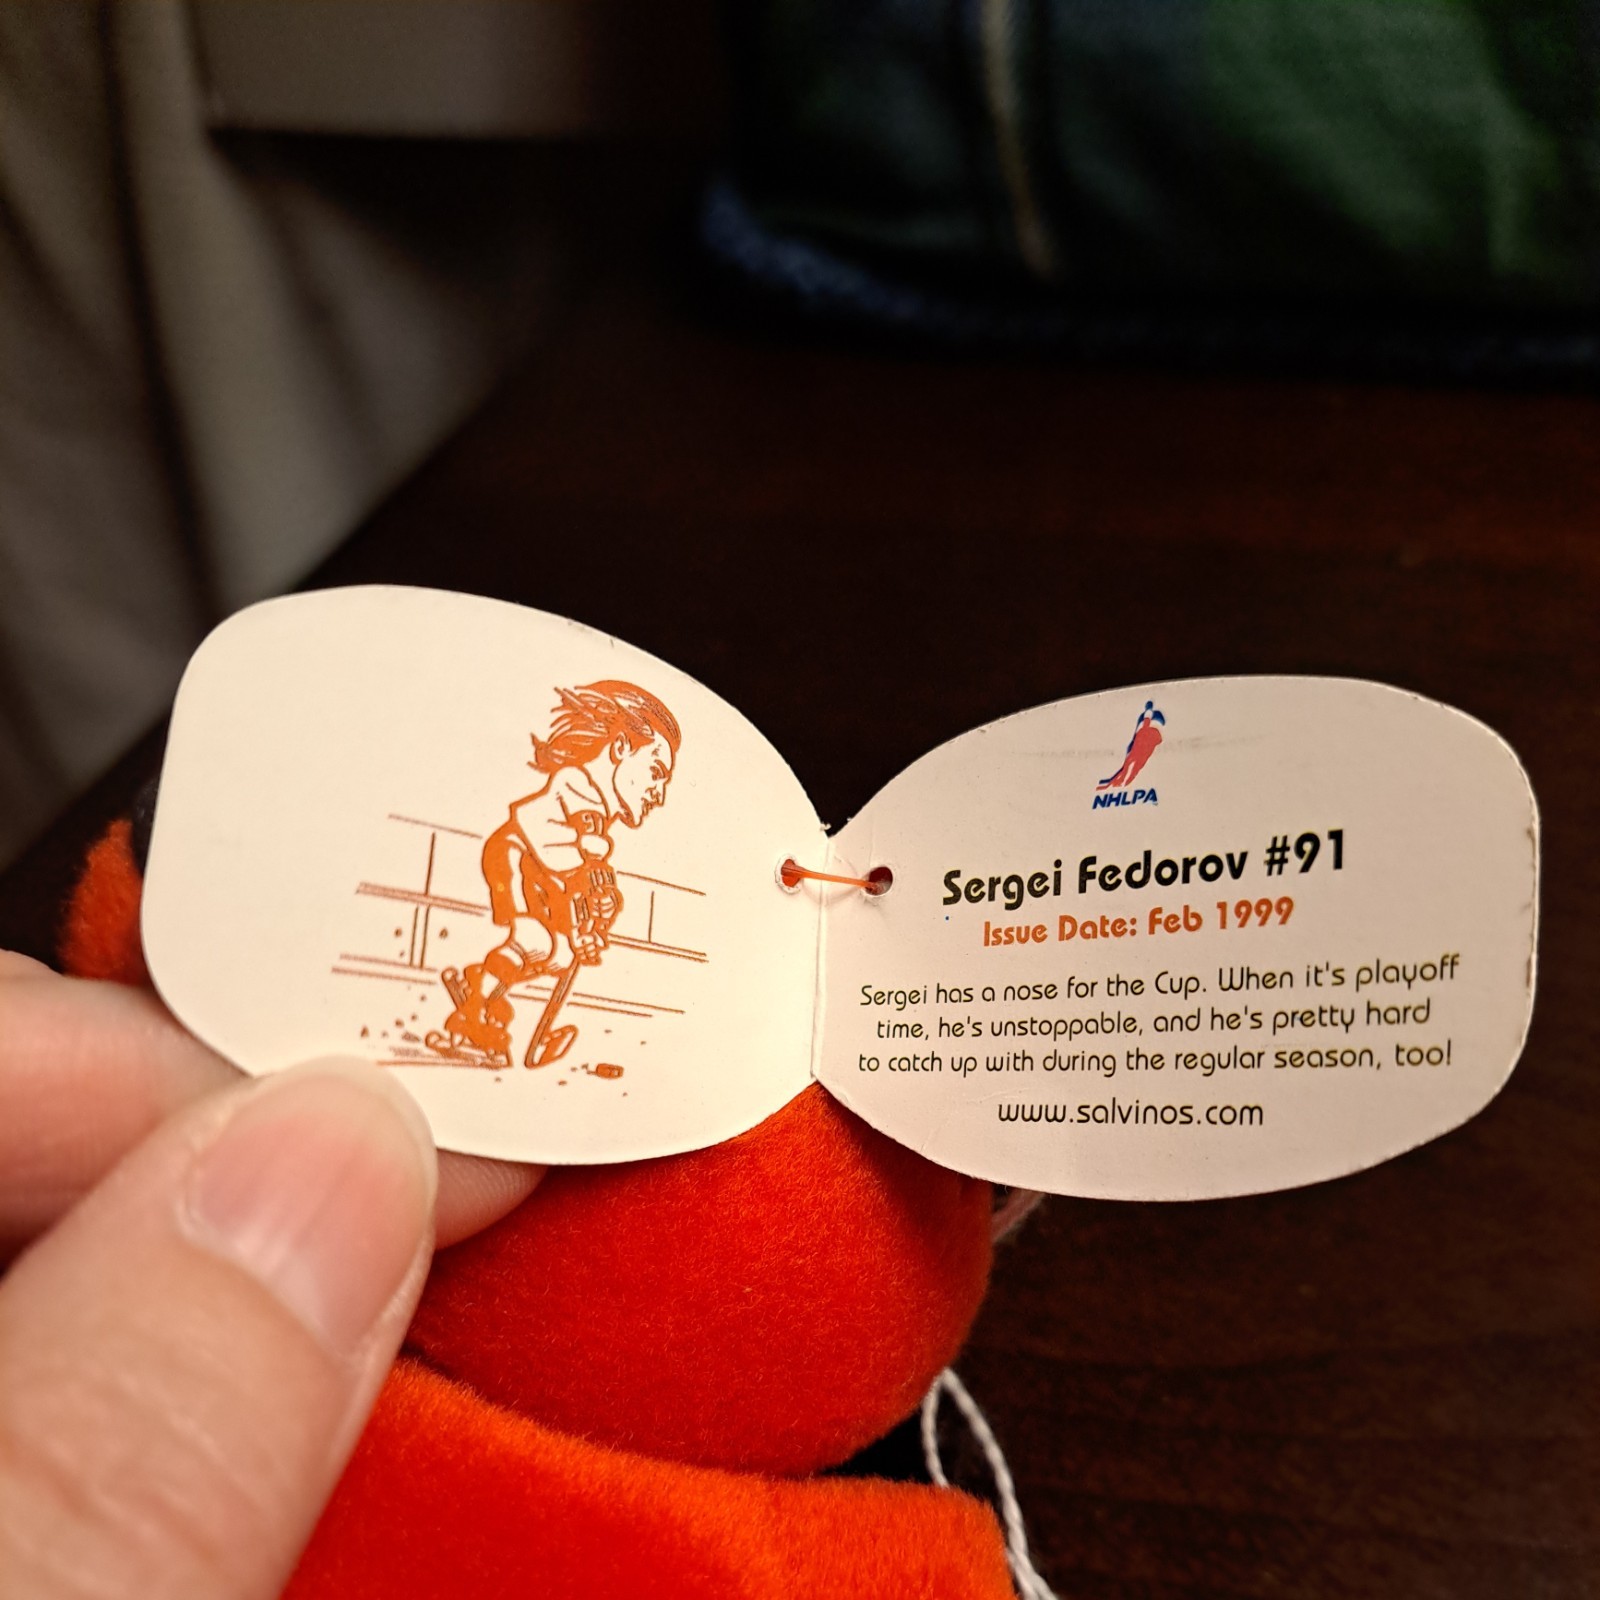 NHLPA
Sergei Fedorov #91
Issue Date: Feb 1999
Sergei has a nose for the Cup. When it's playoff
time, he's unstoppable, and he's pretty hard
to catch up with during the regular season, too!
www.salvinos.com